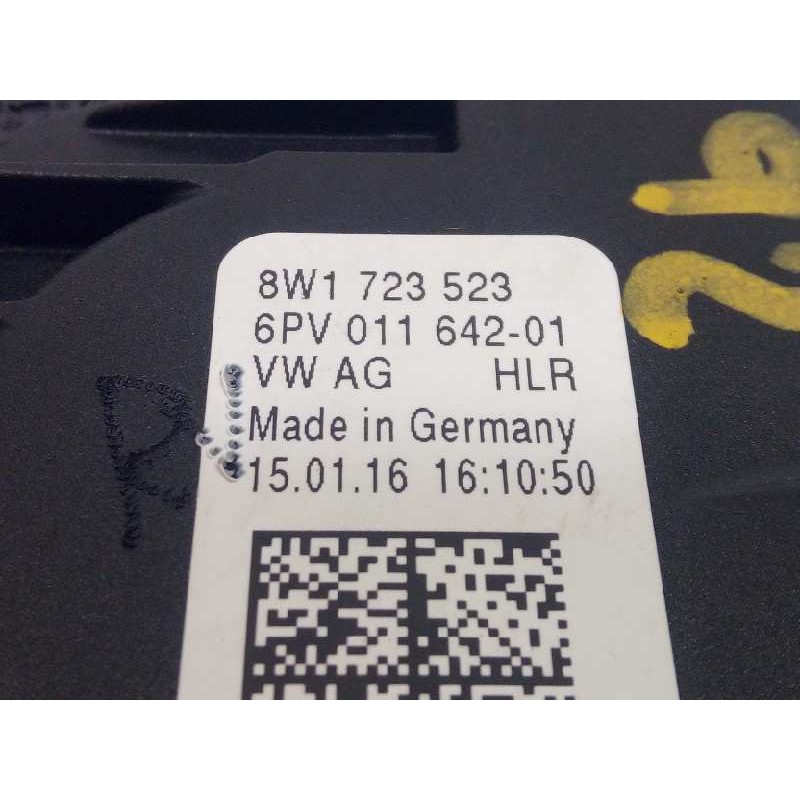 8W1 723 523
6PV 011 642-01
VW AG HLR
Made in Germany
15.01.16 16:10:50